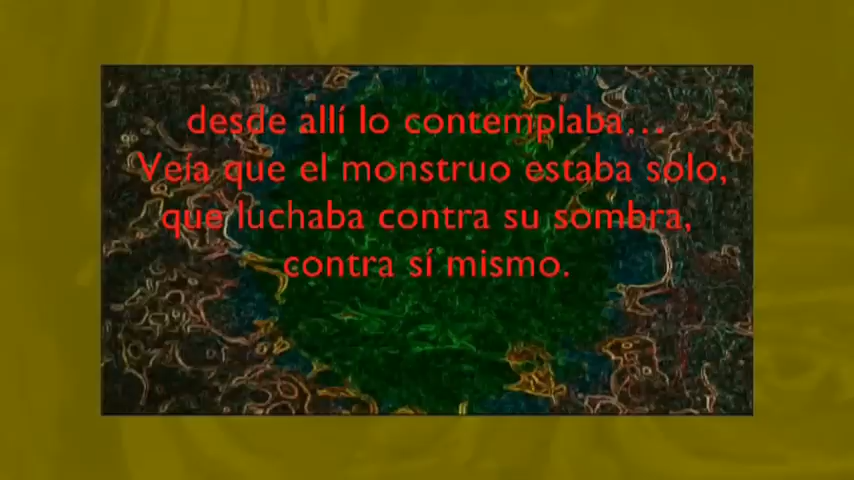 desde allí lo contemplaba...
Veía que el monstruo estaba solo,
que luchaba contra su sombra,
contra sí mismo.